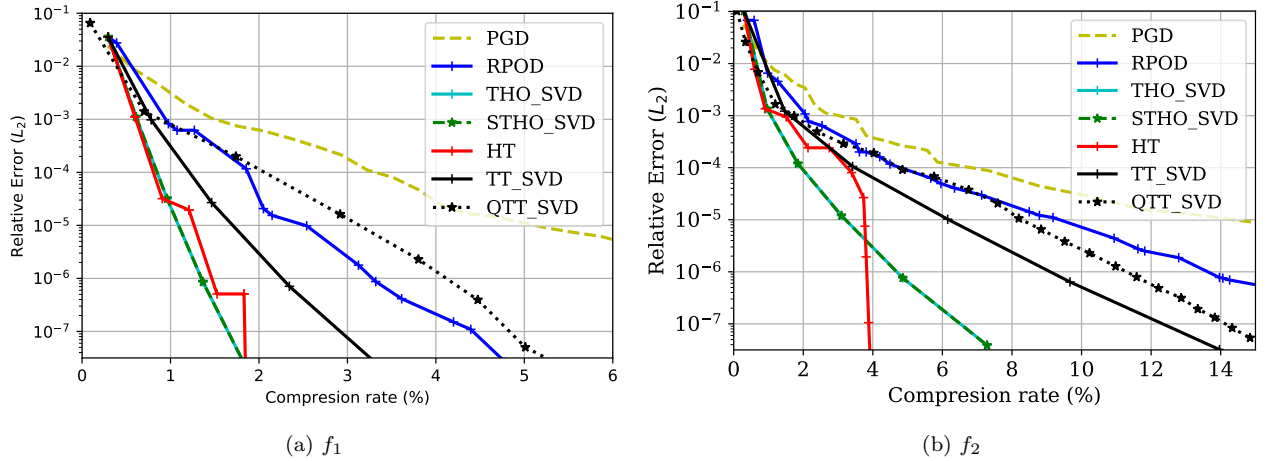 10⁻¹
10⁻²
10⁻³
10⁻⁴
10⁻⁵
10⁻⁶
10⁻⁷
Relative Error (L₂)
PGD
RPOD
THO_SVD
STHO_SVD
HT
TT_SVD
QTT_SVD
0 1 2 3 4 5 6
Compresion rate (%)
(a) f₁
10⁻¹
10⁻²
10⁻³
10⁻⁴
10⁻⁵
10⁻⁶
10⁻⁷
Relative Error (L₂)
PGD
RPOD
THO_SVD
STHO_SVD
HT
TT_SVD
QTT_SVD
0 2 4 6 8 10 12 14
Compresion rate (%)
(b) f₂